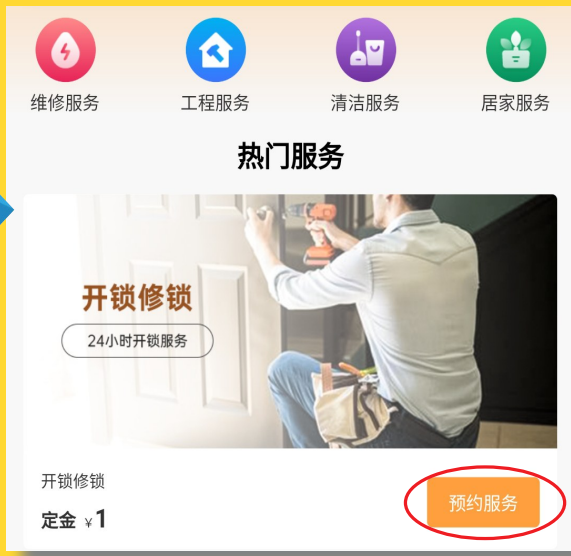 维修服务 工程服务 清洁服务 居家服务
热门服务
开锁修锁
24小时开锁服务
开锁修锁
定金 ¥1
预约服务